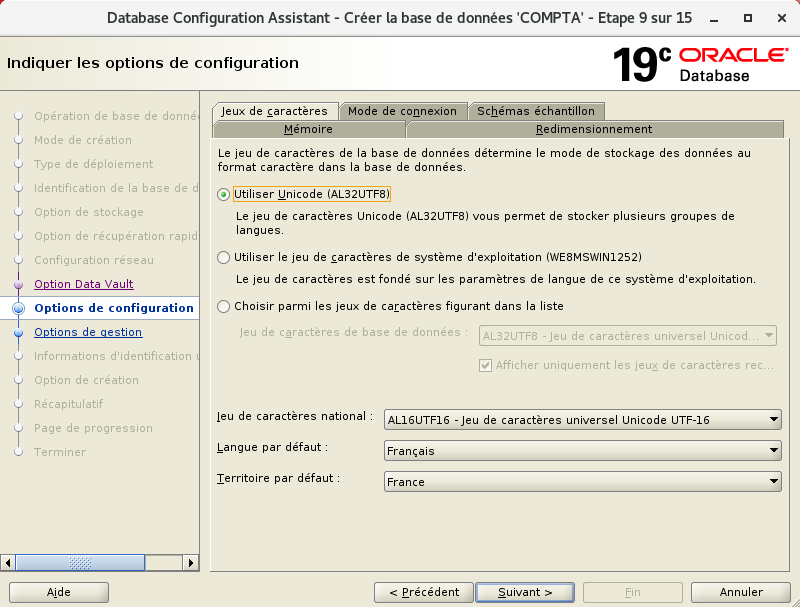 Database Configuration Assistant - Créer la base de données 'COMPTA' - Etape 9 sur 15
Indiquer les options de configuration
19c ORACLE
Database
Opération de base de donné
Mode de création
Type de déploiement
Identification de la base de d
Option de stockage
Option de récupération rapid
Configuration réseau
Option Data Vault
Options de configuration
Options de gestion
Informations d'identification u
Option de création
Récapitulatif
Page de progression
Terminer
Jeux de caractères Mode de connexion Schémas échantillon
Mémoire Redimensionnement
Le jeu de caractères de la base de données détermine le mode de stockage des données au
format caractère dans la base de données.
Utiliser Unicode (AL32UTF8)
Le jeu de caractères Unicode (AL32UTF8) vous permet de stocker plusieurs groupes de
langues.
Utiliser le jeu de caractères de système d'exploitation (WE8MSWIN1252)
Le jeu de caractères est fondé sur les paramètres de langue de ce système d'exploitation.
Choisir parmi les jeux de caractères figurant dans la liste
Jeu de caractères de base de données : AL32UTF8 - Jeu de caractères universel Unicod...
Afficher uniquement les jeux de caractères rec...
Jeu de caractères national : AL16UTF16 - Jeu de caractères universel Unicode UTF-16
Langue par défaut : Français
Territoire par défaut : France
Aide < Précédent Suivant > Fin Annuler